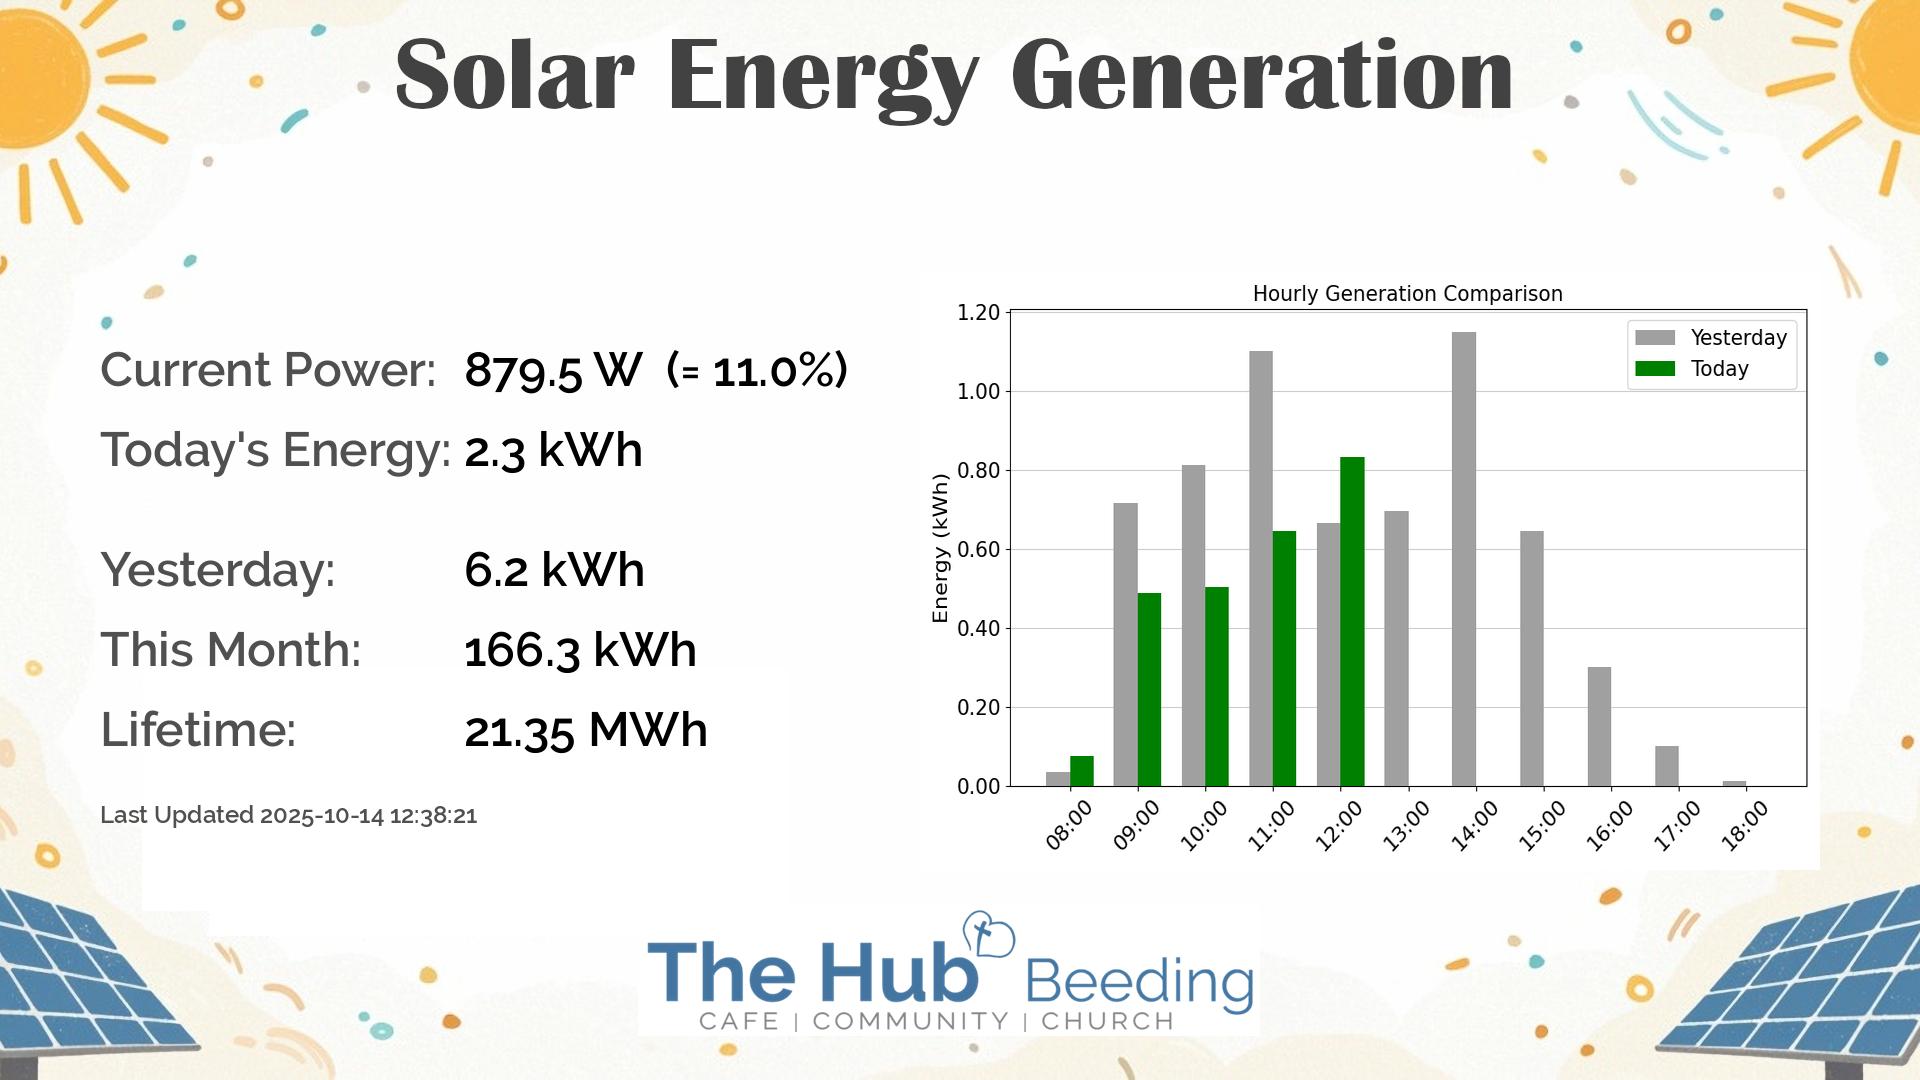 Solar Energy Generation
Current Power: 879.5 W (= 11.0%)
Today's Energy: 2.3 kWh
Yesterday: 6.2 kWh
This Month: 166.3 kWh
Lifetime: 21.35 MWh
Last Updated 2025-10-14 12:38:21
Hourly Generation Comparison
Yesterday
Today
Energy (kWh)
1.20
1.00
0.80
0.60
0.40
0.20
0.00
08:00 09:00 10:00 11:00 12:00 13:00 14:00 15:00 16:00 17:00 18:00
The Hub Beeding
CAFE | COMMUNITY | CHURCH